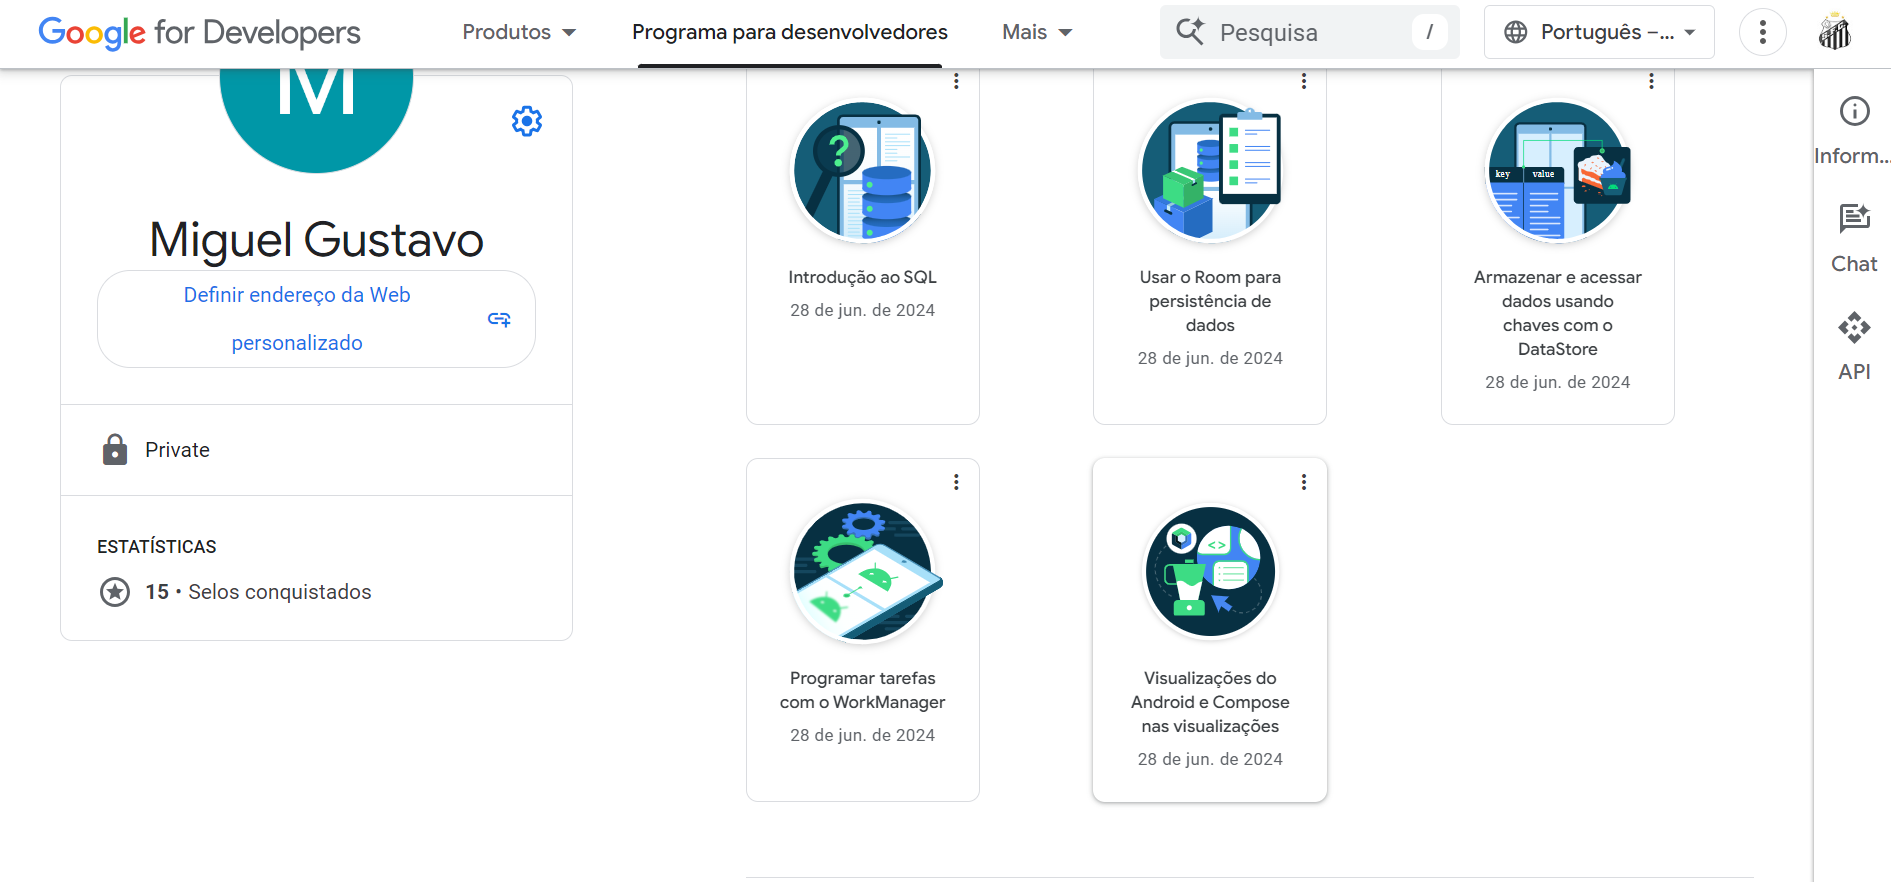 Google for Developers
Produtos
Programa para desenvolvedores
Mais
Pesquisa
/
Português –...
M
Miguel Gustavo
Definir endereço da Web
personalizado
Private
ESTATÍSTICAS
15 • Selos conquistados
?
Introdução ao SQL
28 de jun. de 2024
Usar o Room para
persistência de
dados
28 de jun. de 2024
key value
Armazenar e acessar
dados usando
chaves com o
DataStore
28 de jun. de 2024
Programar tarefas
com o WorkManager
28 de jun. de 2024
<>
Visualizações do
Android e Compose
nas visualizações
28 de jun. de 2024
Inform...
Chat
API